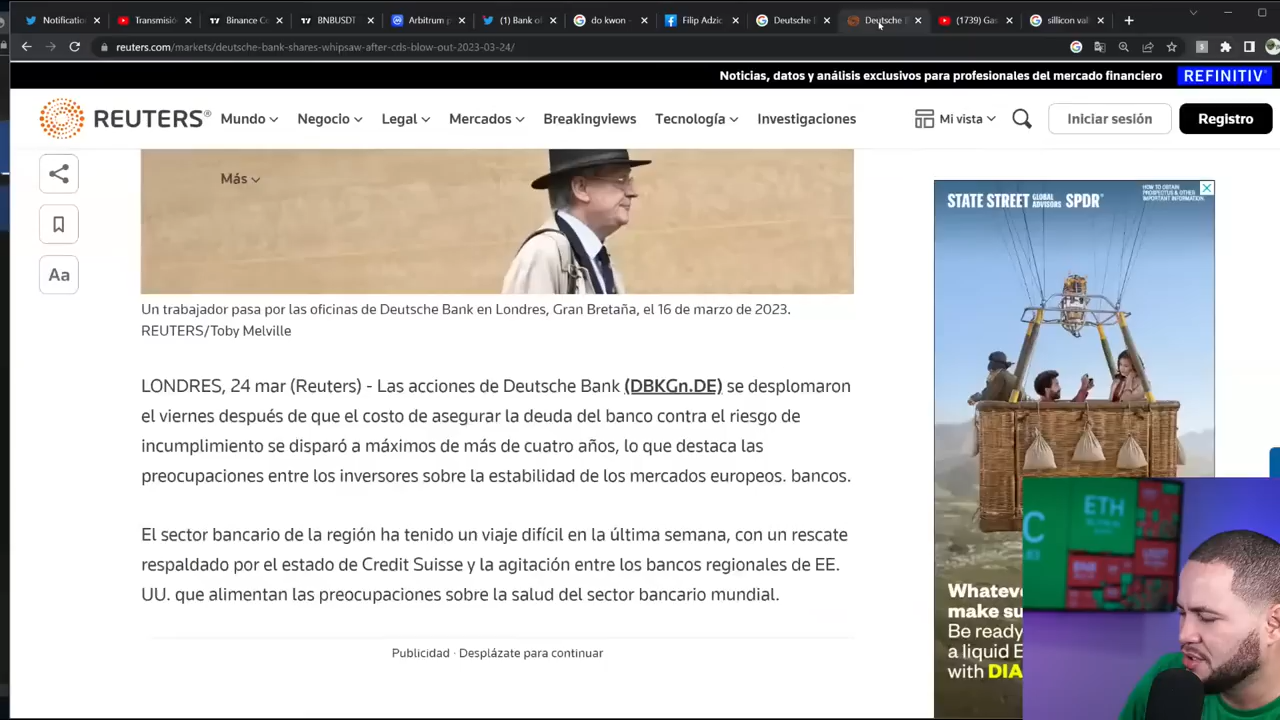 Notification
Transmisió
Binance Ce
BNBUSDT
Arbitrum p
(1) Bank o
do kwon -
Filip Adzic
Deutsche B
Deutsche B
(1739) Gas
sillicon val
reuters.com/markets/deutsche-bank-shares-whipsaw-after-cds-blow-out-2023-03-24/
Noticias, datos y análisis exclusivos para profesionales del mercado financiero
REFINITIV
REUTERS®
Mundo
Negocio
Legal
Mercados
Breakingviews
Tecnología
Investigaciones
Mi vista
Iniciar sesión
Registro
Más
Aa
Un trabajador pasa por las oficinas de Deutsche Bank en Londres, Gran Bretaña, el 16 de marzo de 2023.
REUTERS/Toby Melville
LONDRES, 24 mar (Reuters) - Las acciones de Deutsche Bank (DBKGn.DE) se desplomaron
el viernes después de que el costo de asegurar la deuda del banco contra el riesgo de
incumplimiento se disparó a máximos de más de cuatro años, lo que destaca las
preocupaciones entre los inversores sobre la estabilidad de los mercados europeos. bancos.
El sector bancario de la región ha tenido un viaje difícil en la última semana, con un rescate
respaldado por el estado de Credit Suisse y la agitación entre los bancos regionales de EE.
UU. que alimentan las preocupaciones sobre la salud del sector bancario mundial.
Publicidad · Desplázate para continuar
STATE STREET GLOBAL ADVISORS SPDR®
HOW TO OBTAIN
PROSPECTUS & OTHER
IMPORTANT INFORMATION.
Whateve
make su
Be ready
a liquid E
with DIA
C
ETH